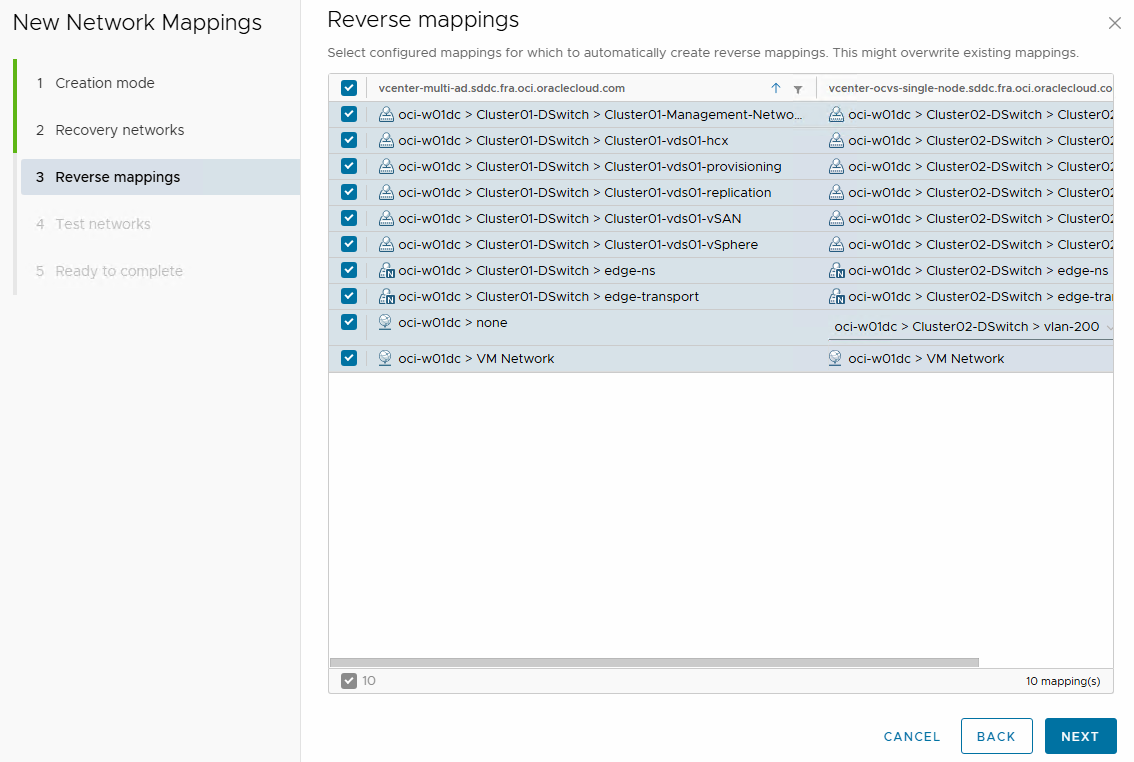 New Network Mappings
1 Creation mode
2 Recovery networks
3 Reverse mappings
4 Test networks
5 Ready to complete
Reverse mappings
Select configured mappings for which to automatically create reverse mappings. This might overwrite existing mappings.
vcenter-multi-ad.sddc.fra.oci.oraclecloud.com vcenter-ocvs-single-node.sddc.fra.oci.oraclecloud.co
oci-w01dc > Cluster01-DSwitch > Cluster01-Management-Netwo... oci-w01dc > Cluster02-DSwitch > Cluster02
oci-w01dc > Cluster01-DSwitch > Cluster01-vds01-hcx oci-w01dc > Cluster02-DSwitch > Cluster02
oci-w01dc > Cluster01-DSwitch > Cluster01-vds01-provisioning oci-w01dc > Cluster02-DSwitch > Cluster02
oci-w01dc > Cluster01-DSwitch > Cluster01-vds01-replication oci-w01dc > Cluster02-DSwitch > Cluster02
oci-w01dc > Cluster01-DSwitch > Cluster01-vds01-vSAN oci-w01dc > Cluster02-DSwitch > Cluster02
oci-w01dc > Cluster01-DSwitch > Cluster01-vds01-vSphere oci-w01dc > Cluster02-DSwitch > Cluster02
oci-w01dc > Cluster01-DSwitch > edge-ns oci-w01dc > Cluster02-DSwitch > edge-ns
oci-w01dc > Cluster01-DSwitch > edge-transport oci-w01dc > Cluster02-DSwitch > edge-tra
oci-w01dc > none oci-w01dc > Cluster02-DSwitch > vlan-200
oci-w01dc > VM Network oci-w01dc > VM Network
10 10 mapping(s)
CANCEL BACK NEXT